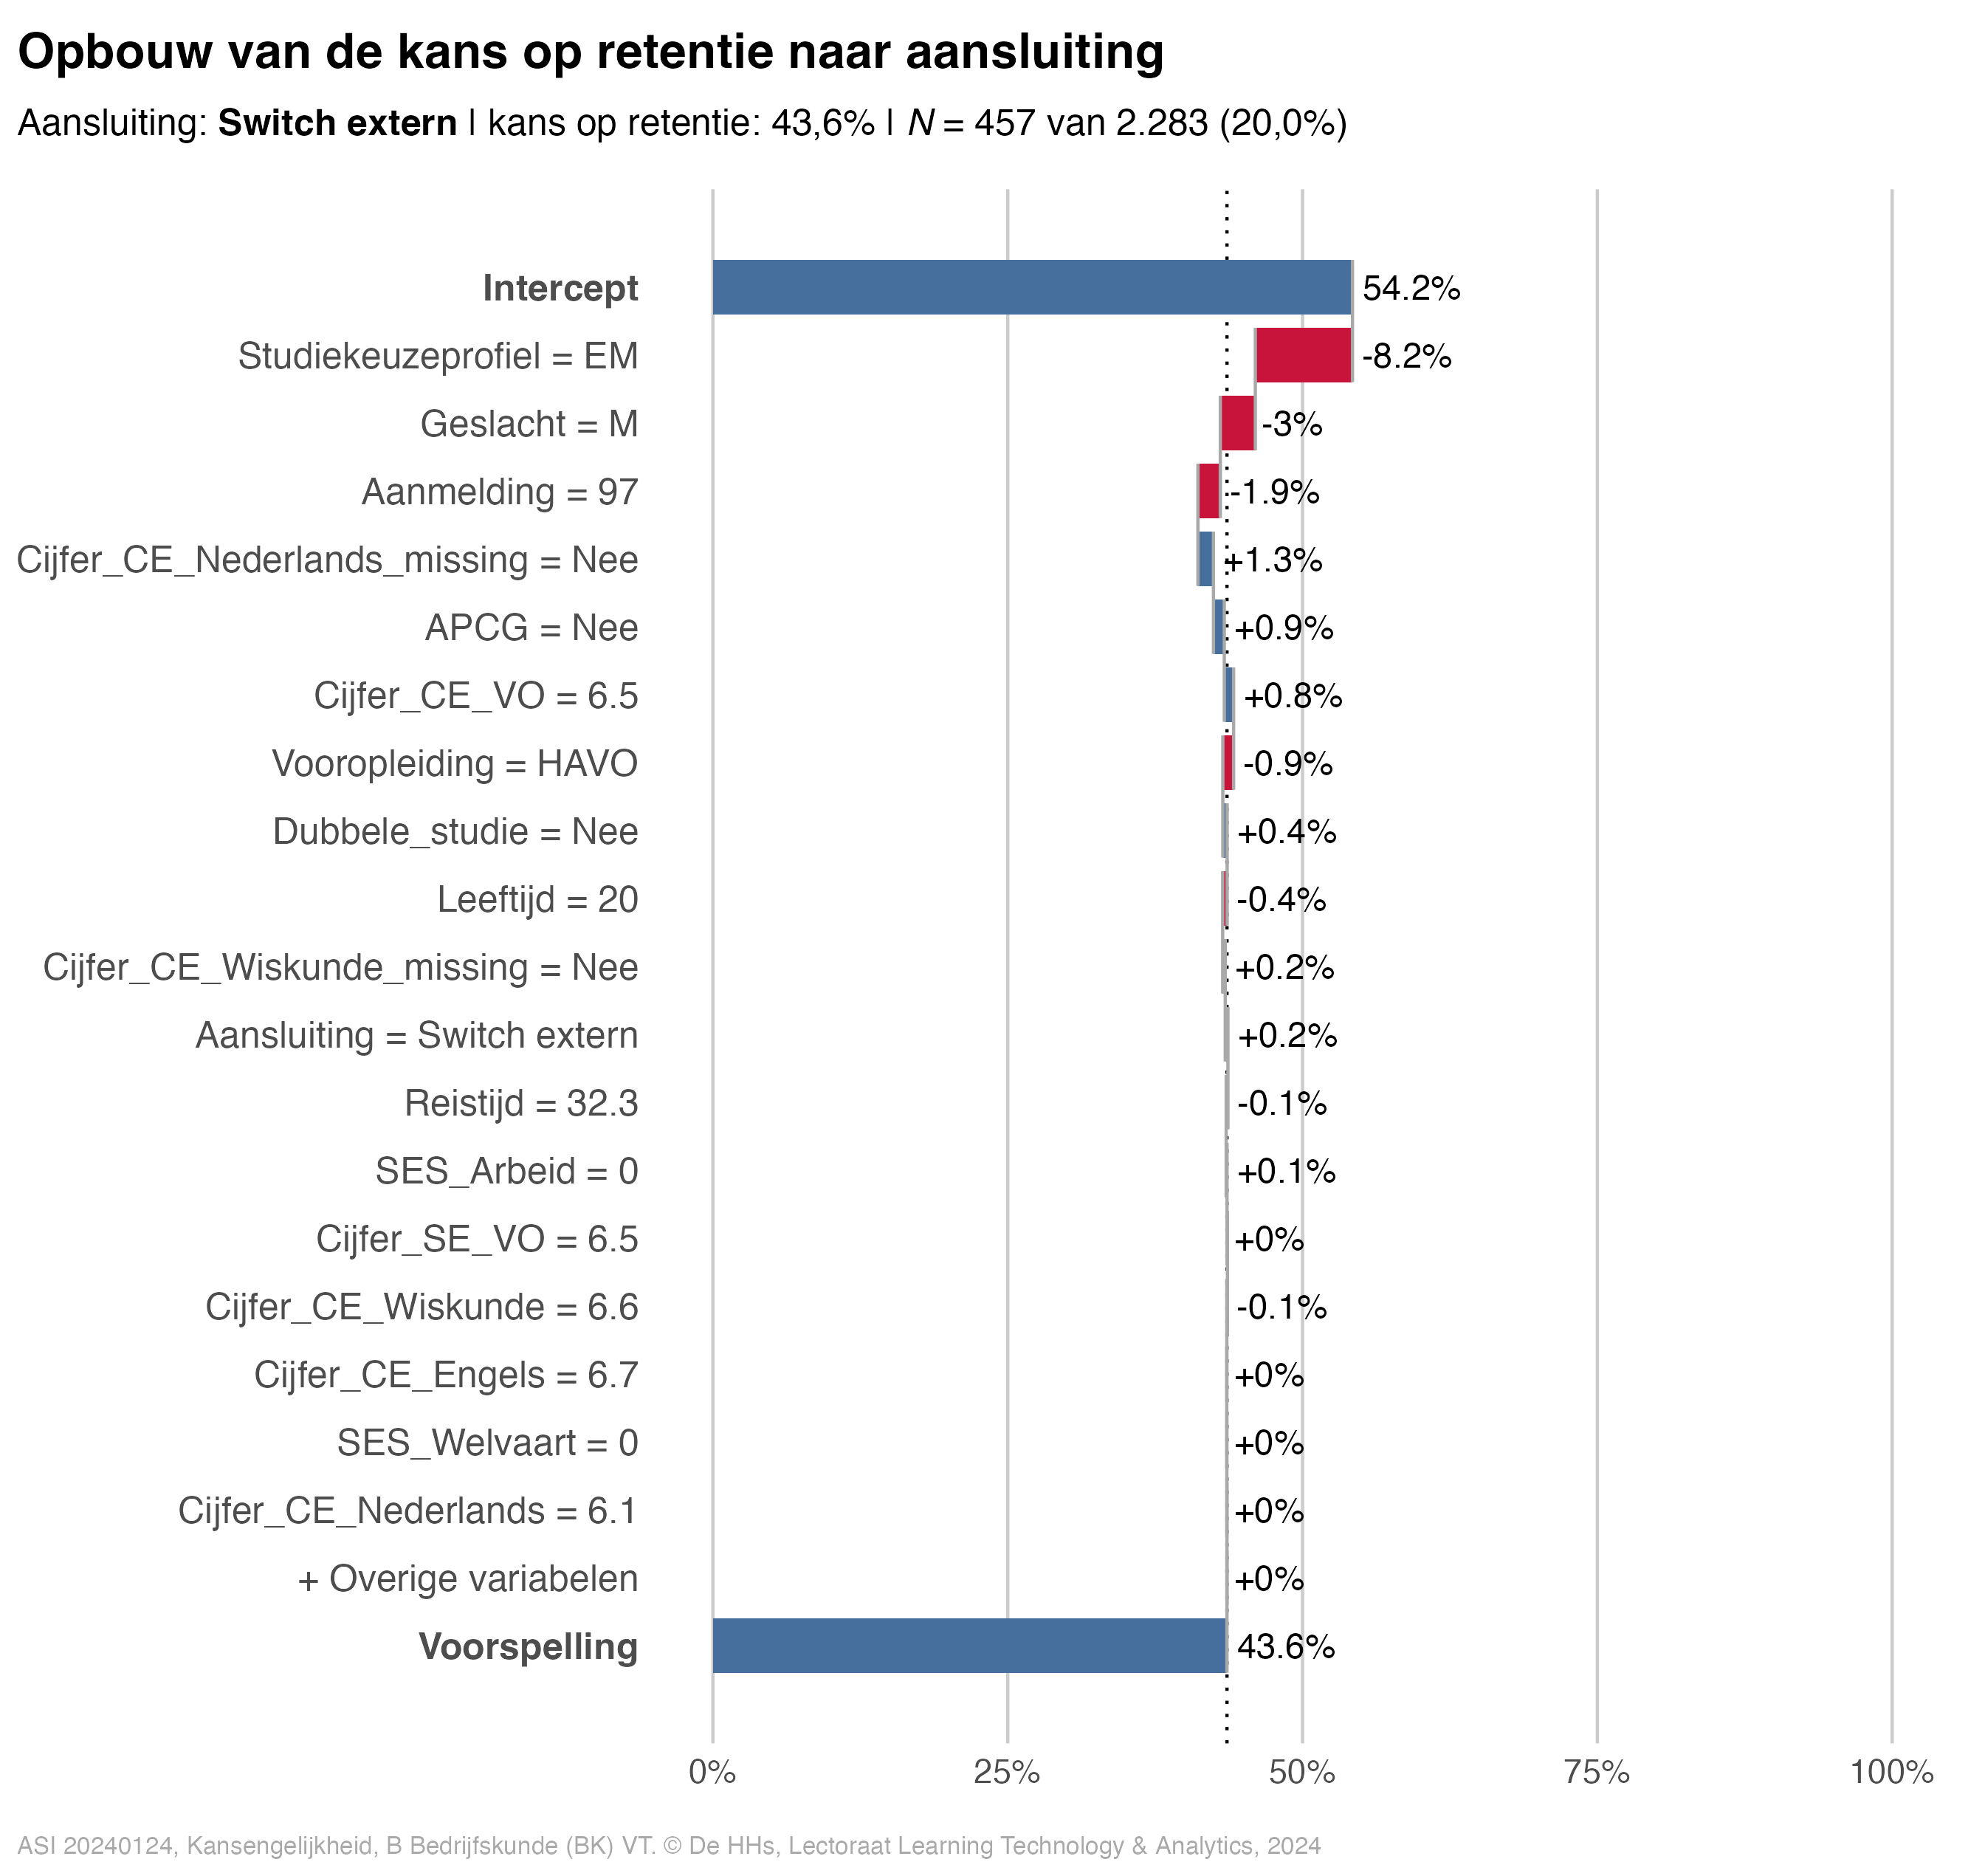 Opbouw van de kans op retentie naar aansluiting
Aansluiting: Switch extern | kans op retentie: 43,6% | N = 457 van 2.283 (20,0%)
Intercept 54.2%
Studiekeuzeprofiel = EM -8.2%
Geslacht = M -3%
Aanmelding = 97 -1.9%
Cijfer_CE_Nederlands_missing = Nee +1.3%
APCG = Nee +0.9%
Cijfer_CE_VO = 6.5 +0.8%
Vooropleiding = HAVO -0.9%
Dubbele_studie = Nee +0.4%
Leeftijd = 20 -0.4%
Cijfer_CE_Wiskunde_missing = Nee +0.2%
Aansluiting = Switch extern +0.2%
Reistijd = 32.3 -0.1%
SES_Arbeid = 0 +0.1%
Cijfer_SE_VO = 6.5 +0%
Cijfer_CE_Wiskunde = 6.6 -0.1%
Cijfer_CE_Engels = 6.7 +0%
SES_Welvaart = 0 +0%
Cijfer_CE_Nederlands = 6.1 +0%
+ Overige variabelen +0%
Voorspelling 43.6%
0% 25% 50% 75% 100%
ASI 20240124, Kansengelijkheid, B Bedrijfskunde (BK) VT. © De HHs, Lectoraat Learning Technology & Analytics, 2024